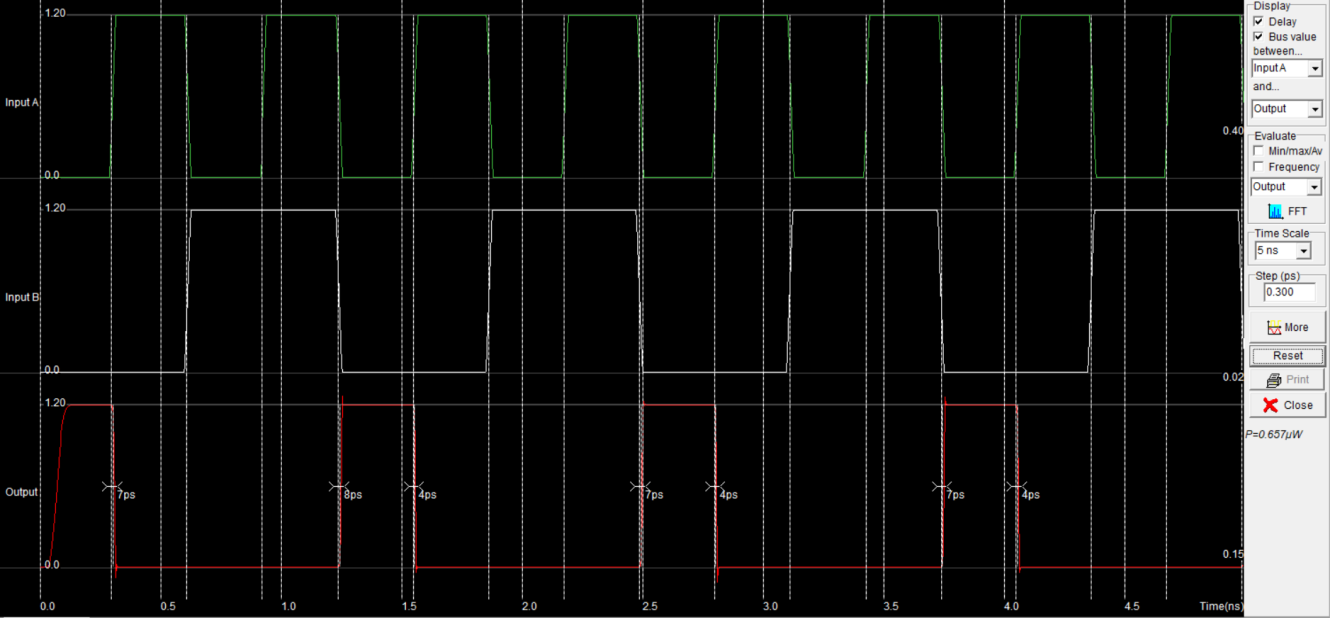 1.20
Input A
0.0
0.40
1.20
Input B
0.0
0.02
1.20
Output
7ps
8ps
4ps
7ps
4ps
7ps
4ps
0.0
0.15
0.0 0.5 1.0 1.5 2.0 2.5 3.0 3.5 4.0 4.5 Time(ns)
Display
Delay
Bus value
between...
Input A
and...
Output
Evaluate
Min/max/Av
Frequency
Output
FFT
Time Scale
5 ns
Step (ps)
0.300
More
Reset
Print
Close
P=0.657µW